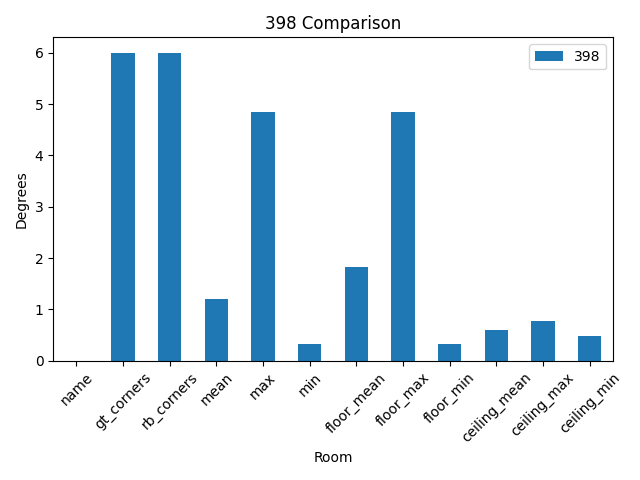 398 Comparison
398
Degrees
6
5
4
3
2
1
0
name
gt_corners
rb_corners
mean
max
min
floor_mean
floor_max
floor_min
ceiling_mean
ceiling_max
ceiling_min
Room